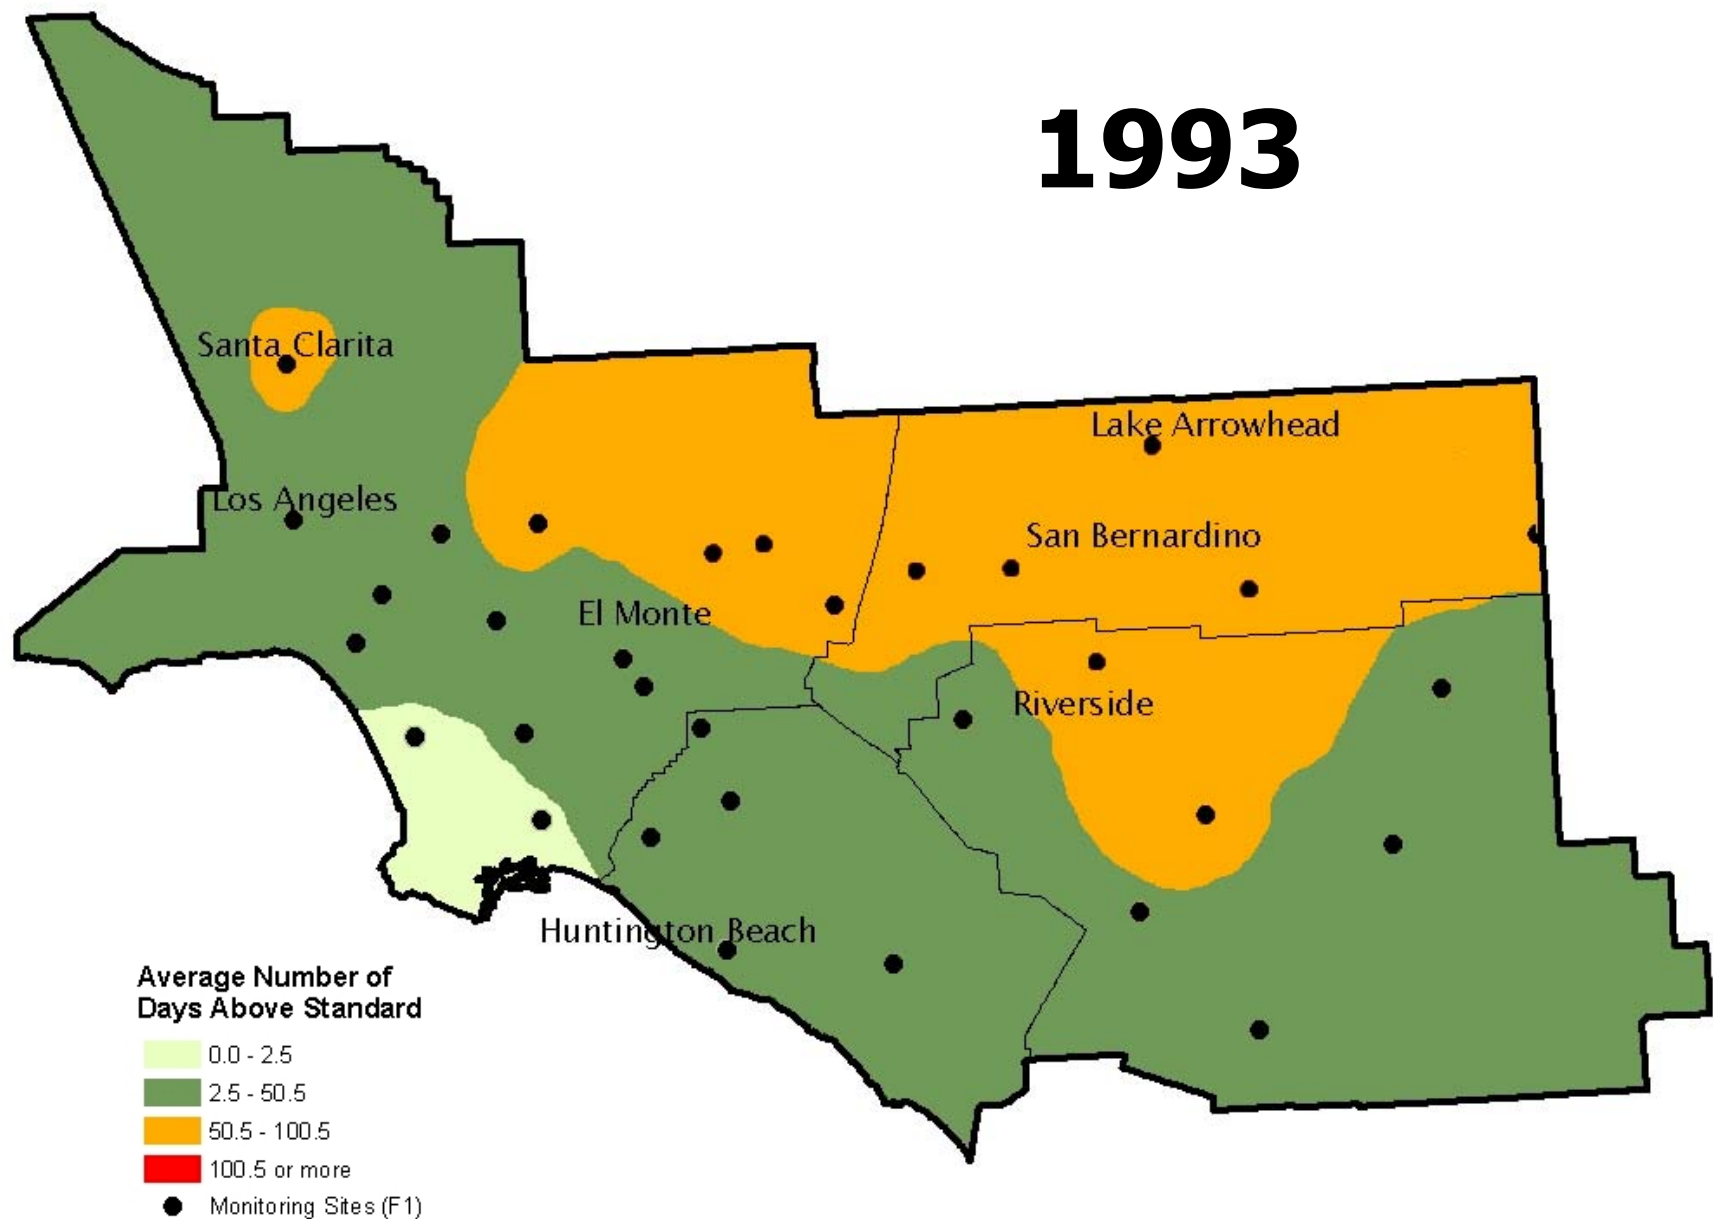 1993
Santa Clarita
Lake Arrowhead
Los Angeles
San Bernardino
El Monte
Riverside
Huntington Beach
Average Number of
Days Above Standard
0.0 - 2.5
2.5 - 50.5
50.5 - 100.5
100.5 or more
Monitoring Sites (F1)